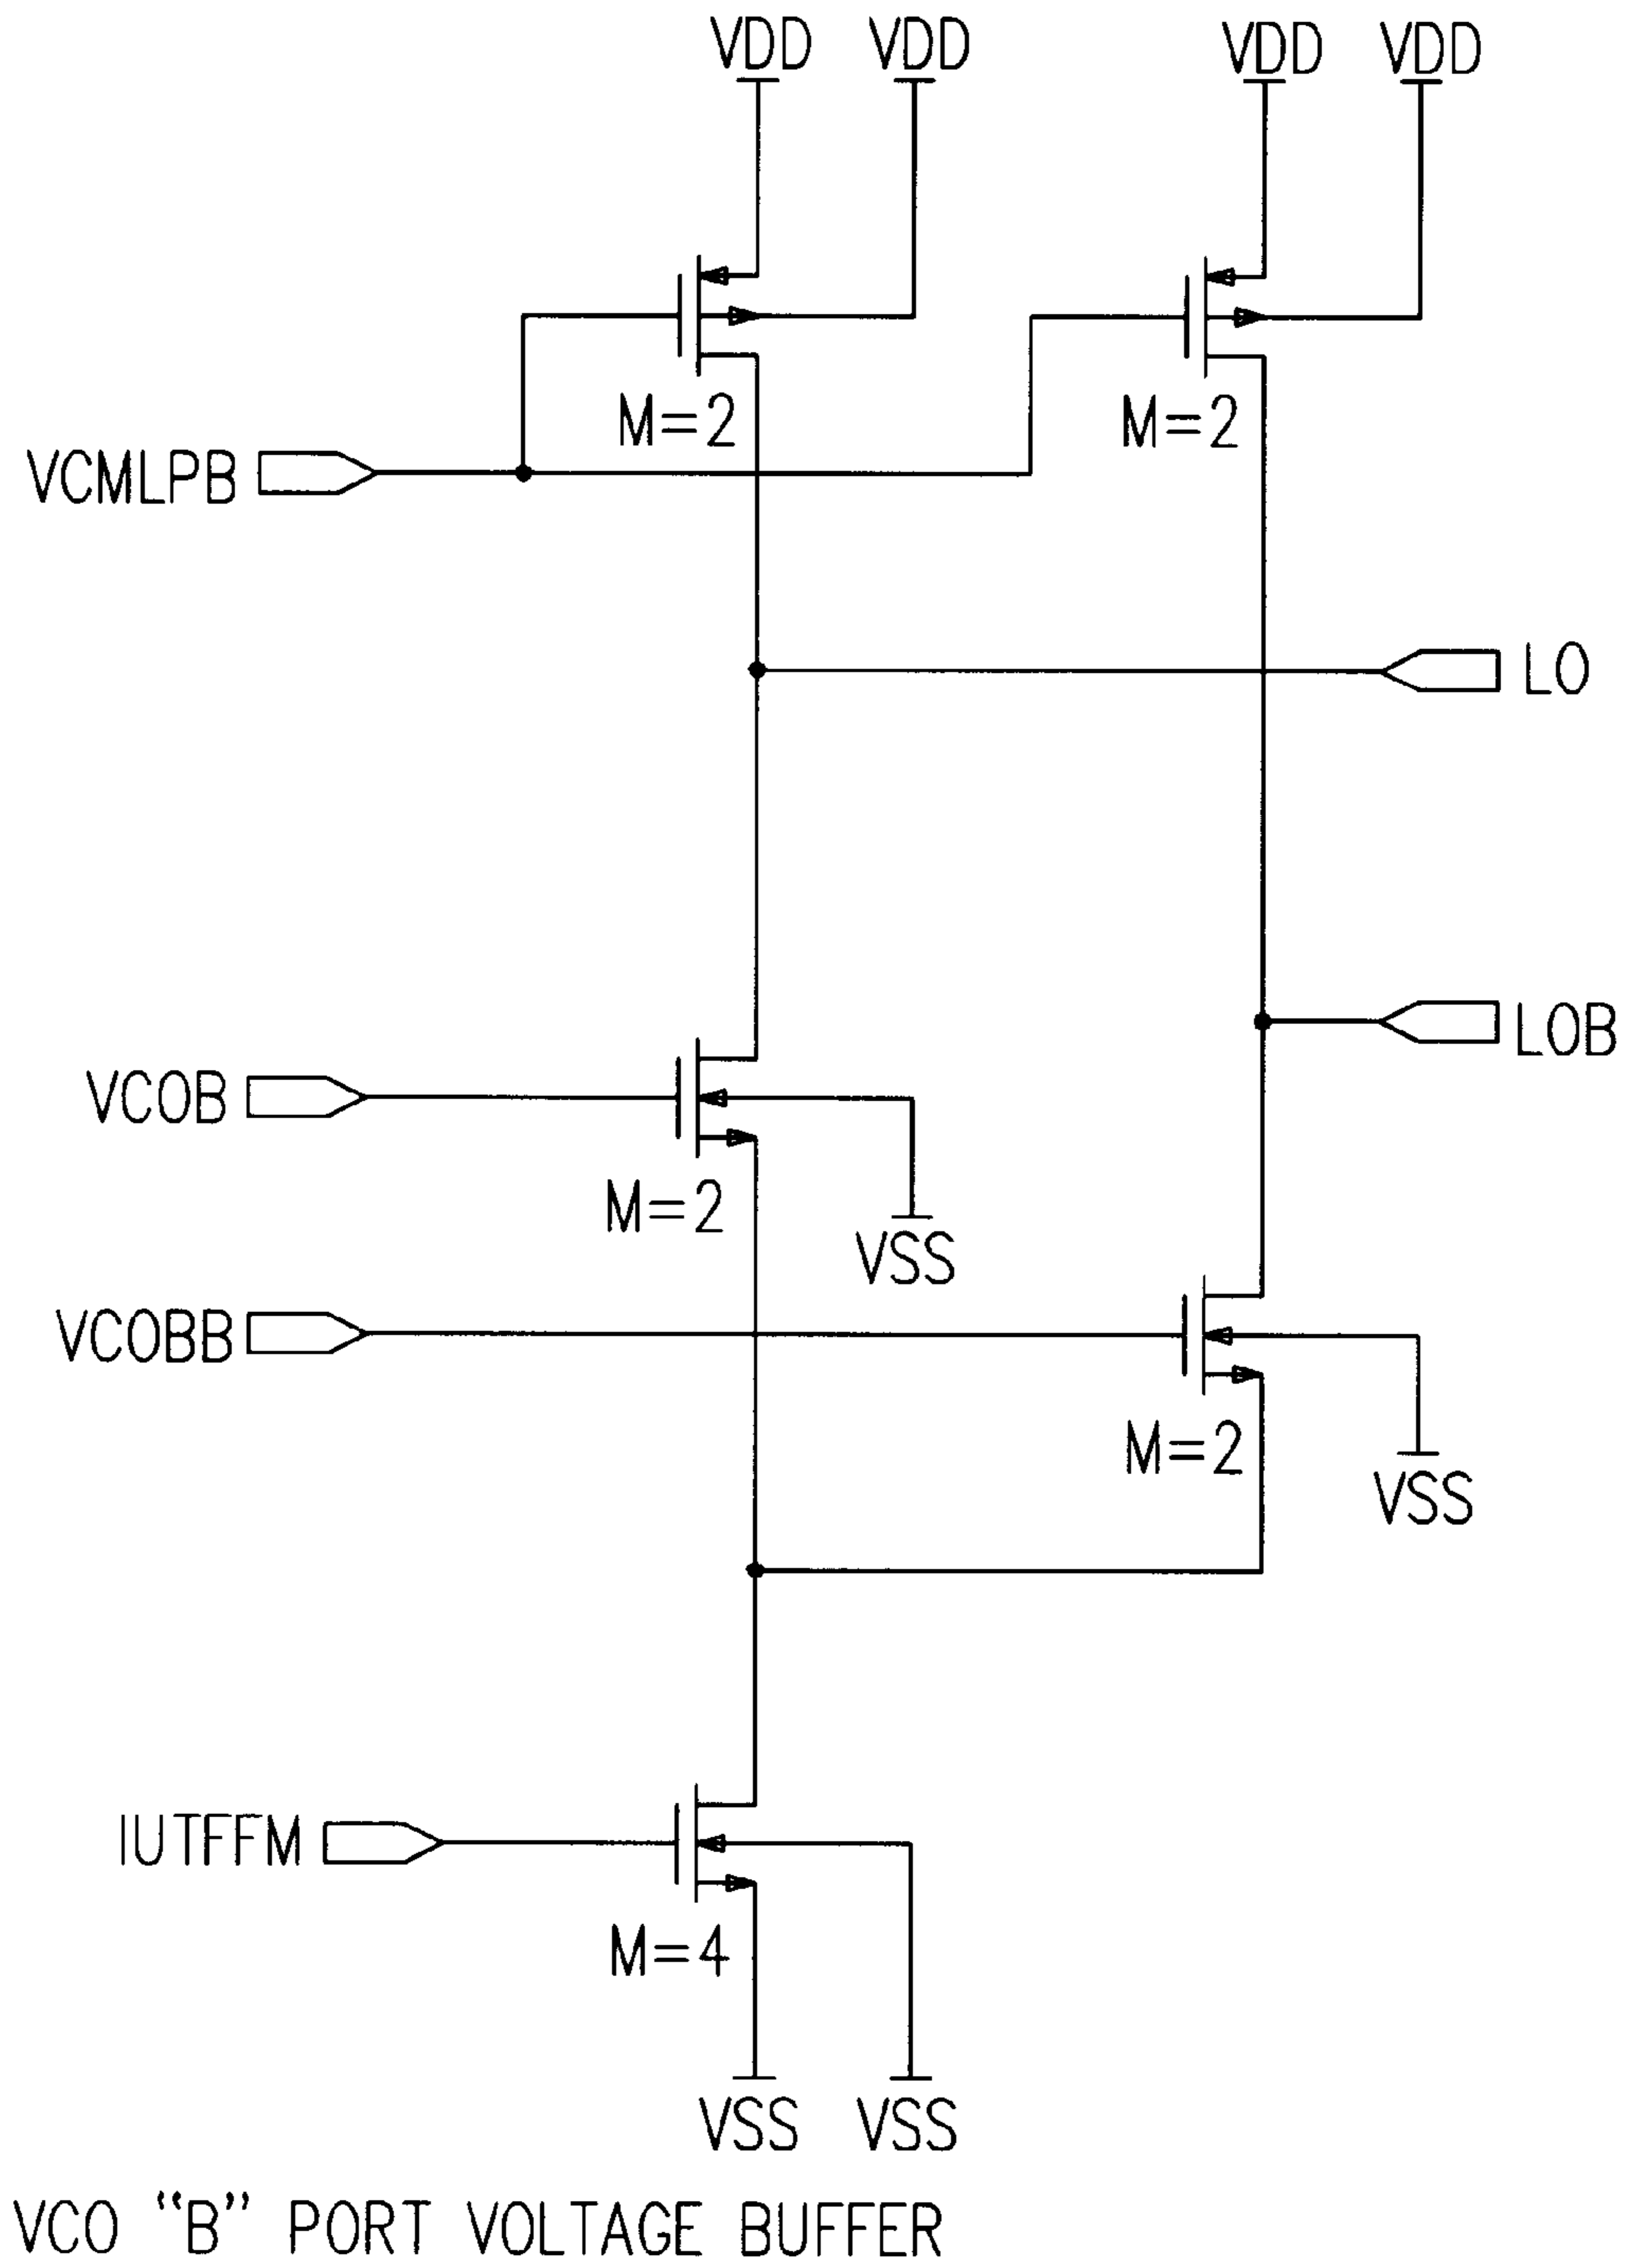 VDD VDD VDD VDD
M=2 M=2
VCMLPB
LO
LOB
VCOB
M=2
VSS
VCOBB
M=2
VSS
IUTFFM
M=4
VSS VSS
VCO “B” PORT VOLTAGE BUFFER